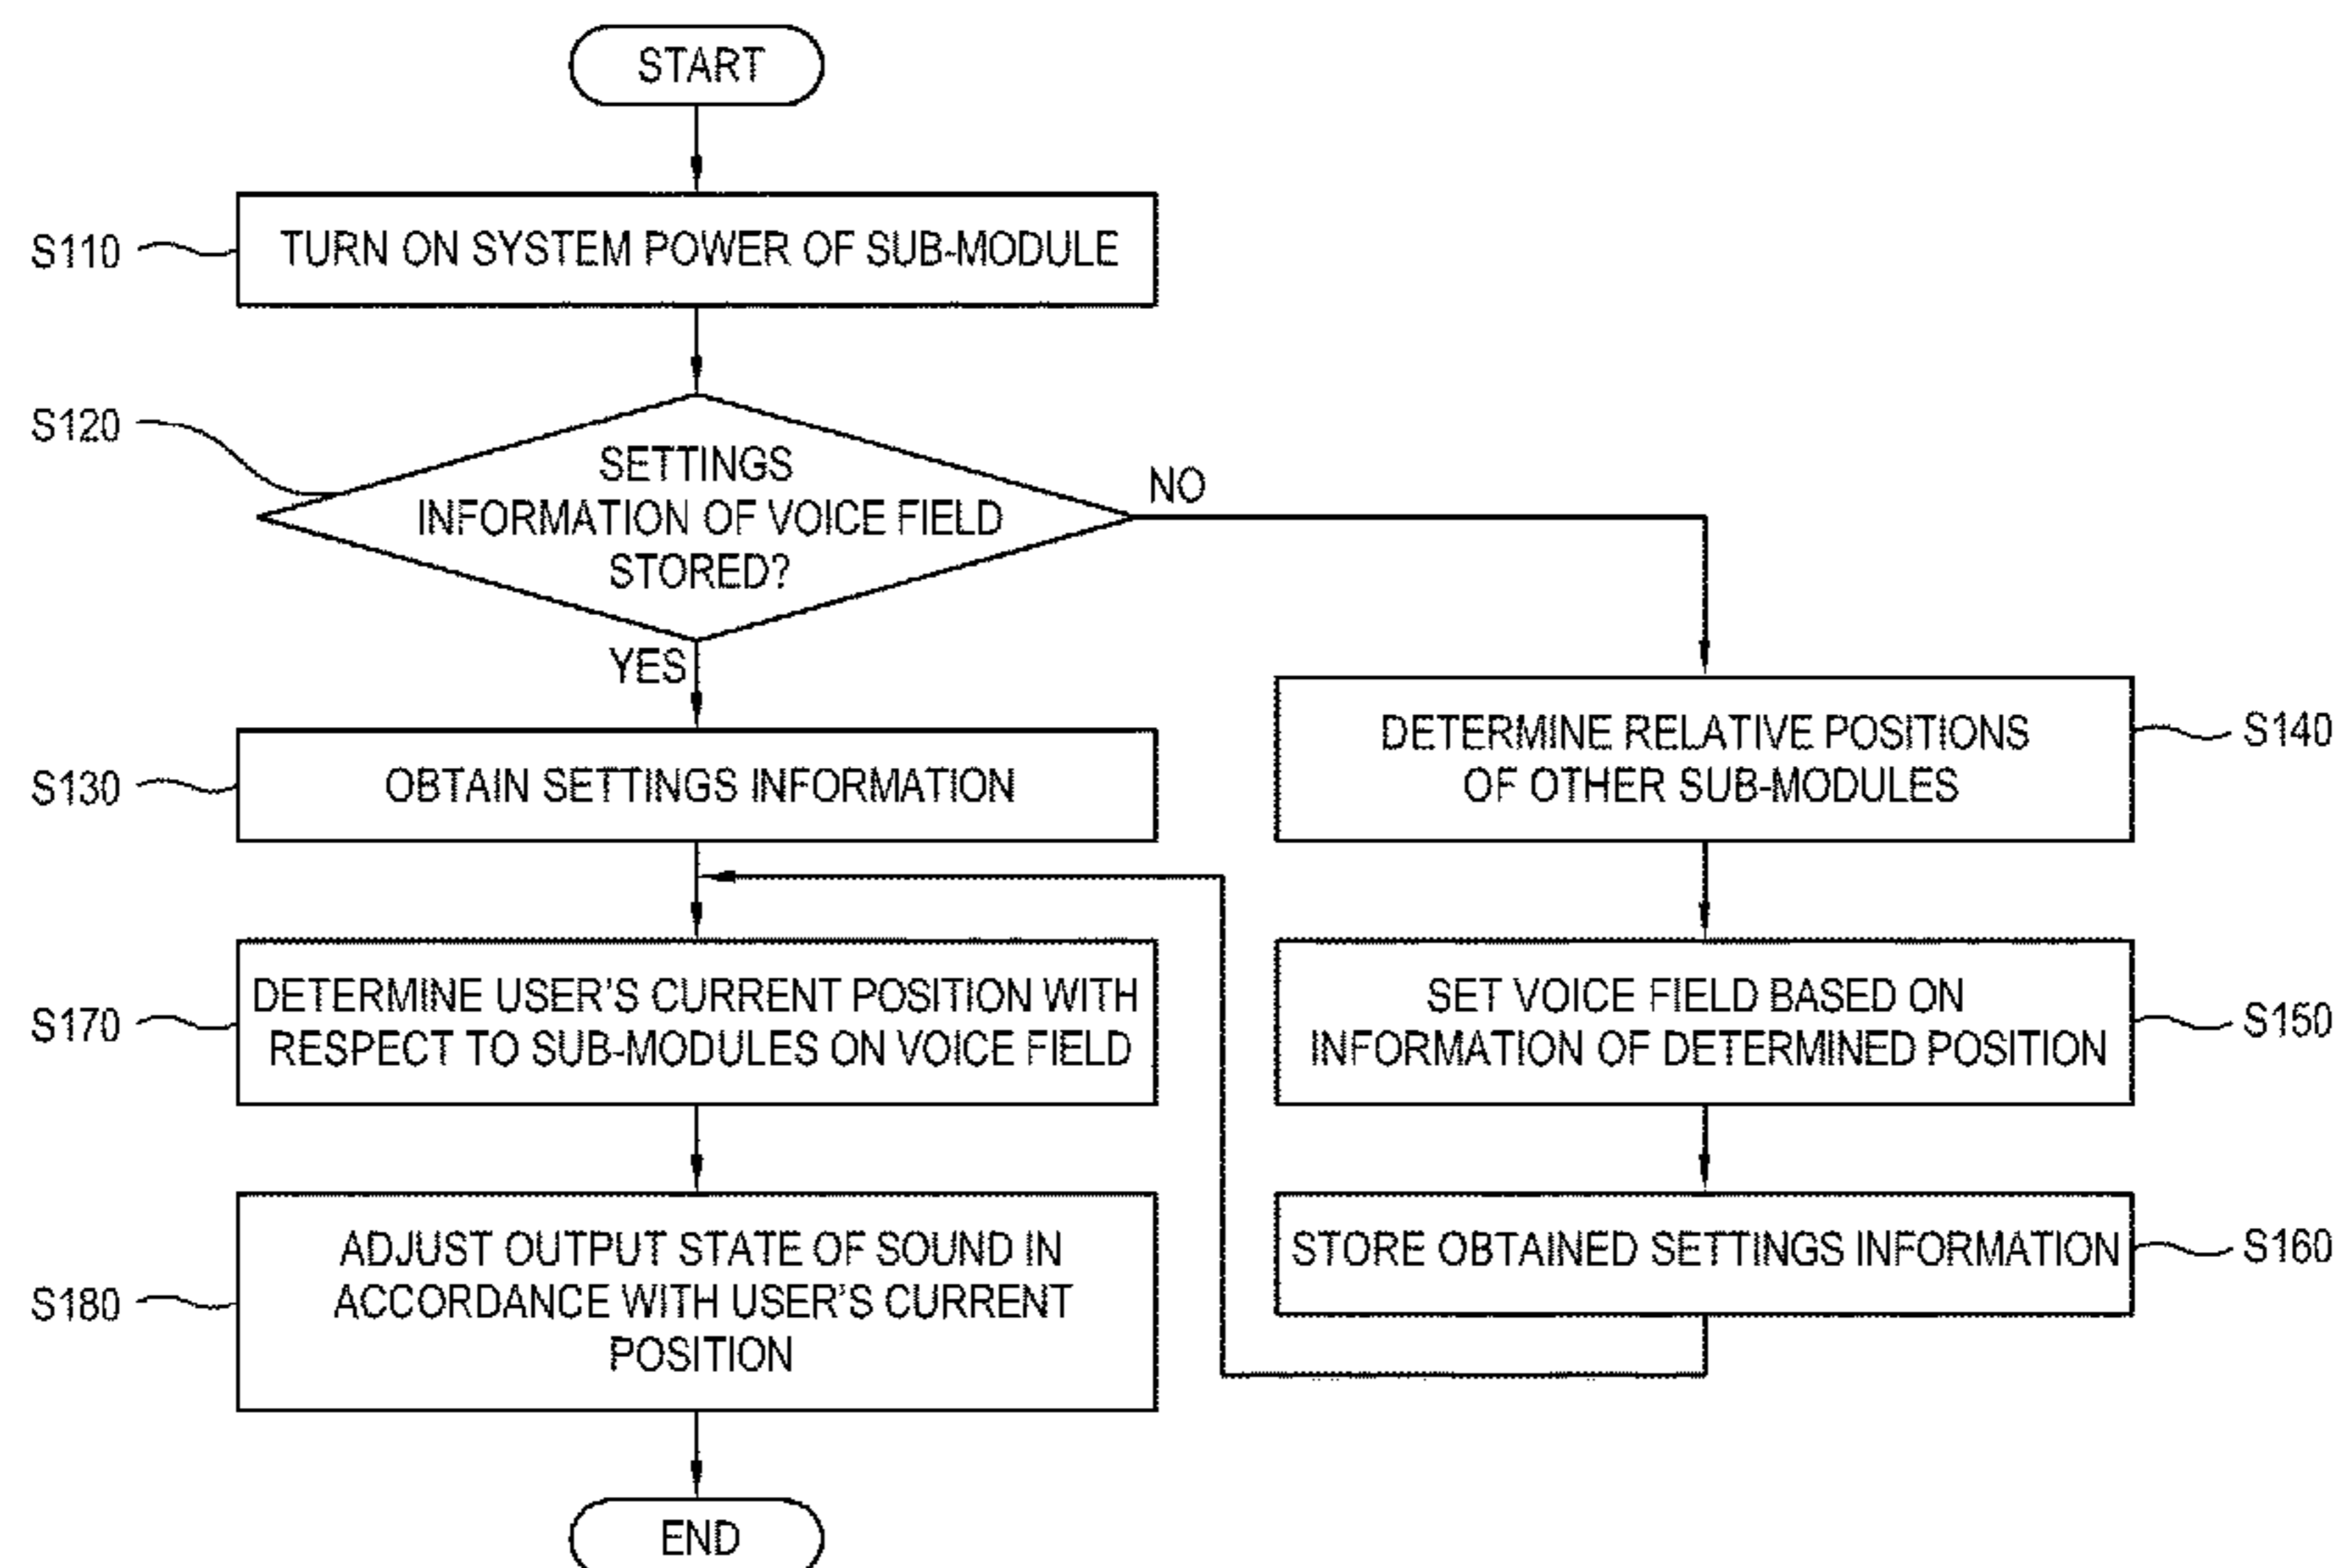 START
S110
TURN ON SYSTEM POWER OF SUB-MODULE
S120
SETTINGS
INFORMATION OF VOICE FIELD
STORED?
NO
YES
S130
OBTAIN SETTINGS INFORMATION
DETERMINE RELATIVE POSITIONS
OF OTHER SUB-MODULES
S140
S170
DETERMINE USER'S CURRENT POSITION WITH
RESPECT TO SUB-MODULES ON VOICE FIELD
SET VOICE FIELD BASED ON
INFORMATION OF DETERMINED POSITION
S150
S180
ADJUST OUTPUT STATE OF SOUND IN
ACCORDANCE WITH USER'S CURRENT
POSITION
STORE OBTAINED SETTINGS INFORMATION
S160
END